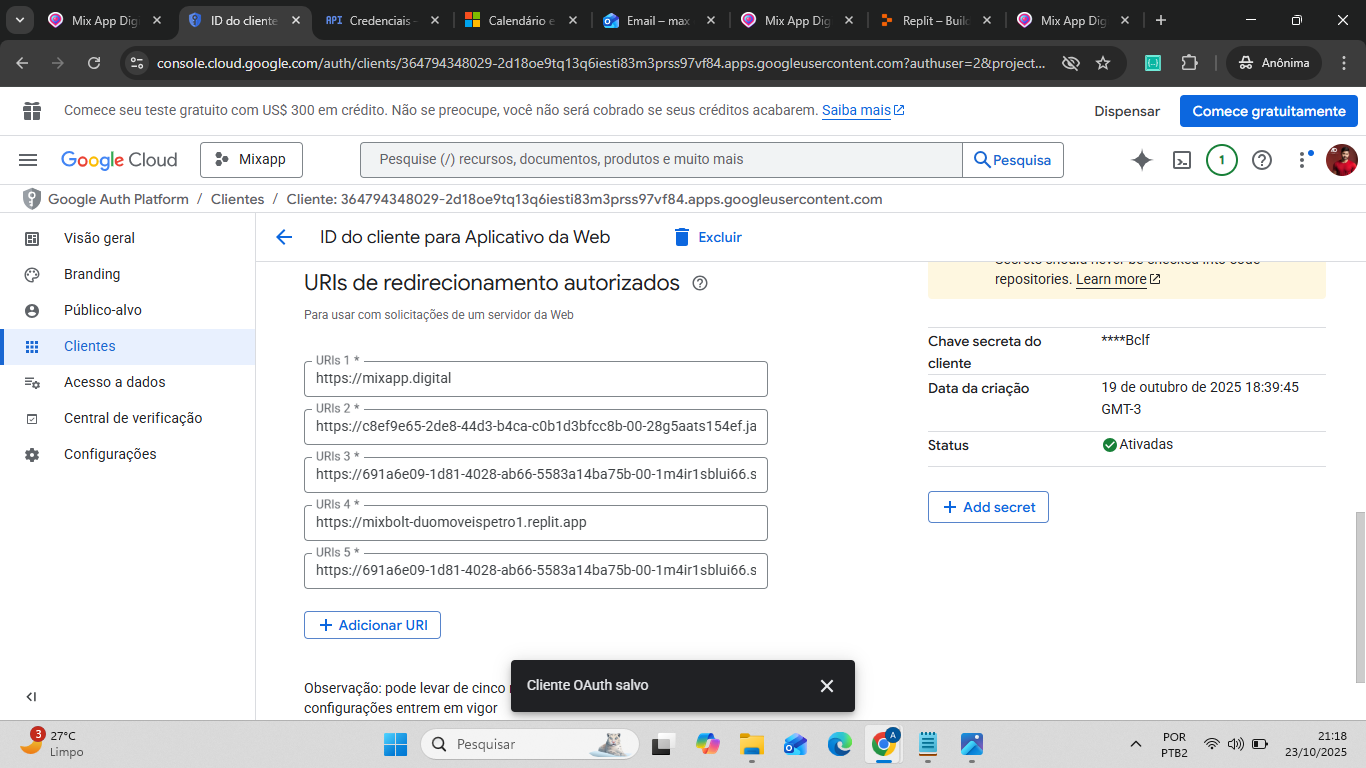 Mix App Dig
ID do cliente
API Credenciais -
Calendário e
Email – max
Mix App Dig
Replit – Buil
Mix App Dig
console.cloud.google.com/auth/clients/364794348029-2d18oe9tq13q6iesti83m3prss97vf84.apps.googleusercontent.com?authuser=2&project...
Anônima
Comece seu teste gratuito com US$ 300 em crédito. Não se preocupe, você não será cobrado se seus créditos acabarem. Saiba mais
Dispensar
Comece gratuitamente
Google Cloud
Mixapp
Pesquise (/) recursos, documentos, produtos e muito mais
Pesquisa
1
Google Auth Platform / Clientes / Cliente: 364794348029-2d18oe9tq13q6iesti83m3prss97vf84.apps.googleusercontent.com
Visão geral
Branding
Público-alvo
Clientes
Acesso a dados
Central de verificação
Configurações
ID do cliente para Aplicativo da Web
Excluir
URIs de redirecionamento autorizados
Para usar com solicitações de um servidor da Web
URIs 1 *
https://mixapp.digital
URIs 2 *
https://c8ef9e65-2de8-44d3-b4ca-c0b1d3bfcc8b-00-28g5aats154ef.ja
URIs 3 *
https://691a6e09-1d81-4028-ab66-5583a14ba75b-00-1m4ir1sblui66.s
URIs 4 *
https://mixbolt-duomoveispetro1.replit.app
URIs 5 *
https://691a6e09-1d81-4028-ab66-5583a14ba75b-00-1m4ir1sblui66.s
Adicionar URI
Observação: pode levar de cinco
configurações entrem em vigor
Secrets should never be checked into code
repositories. Learn more
Chave secreta do
cliente
****Bclf
Data da criação
19 de outubro de 2025 18:39:45
GMT-3
Status
Ativadas
Add secret
Cliente OAuth salvo
3
27°C
Limpo
Pesquisar
A
POR
PTB2
21:18
23/10/2025